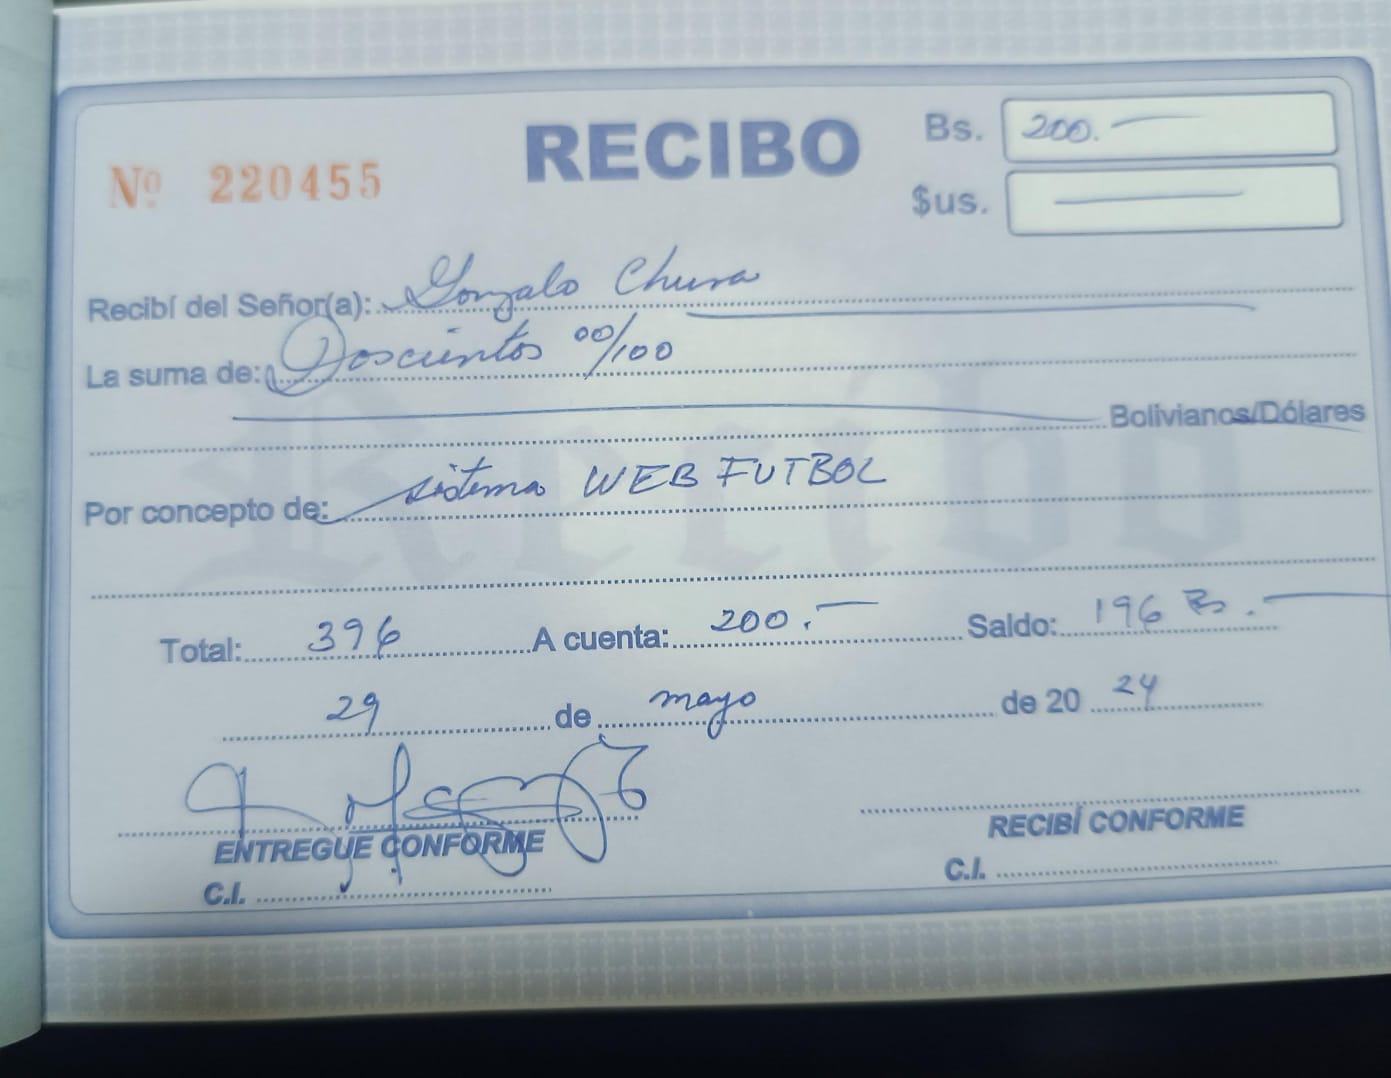 RECIBO
Bs. 200.-
Nº 220455
$us. -
Recibí del Señor(a): Gonzalo Chura
La suma de: Doscientos 00/100
Bolivianos/Dólares
Por concepto de: sistema WEB FUTBOL
Recibo
Total: 396 A cuenta: 200.- Saldo: 196 Bs.-
29 de mayo de 20 24
ENTREGUE CONFORME
RECIBÍ CONFORME
C.I.
C.I.